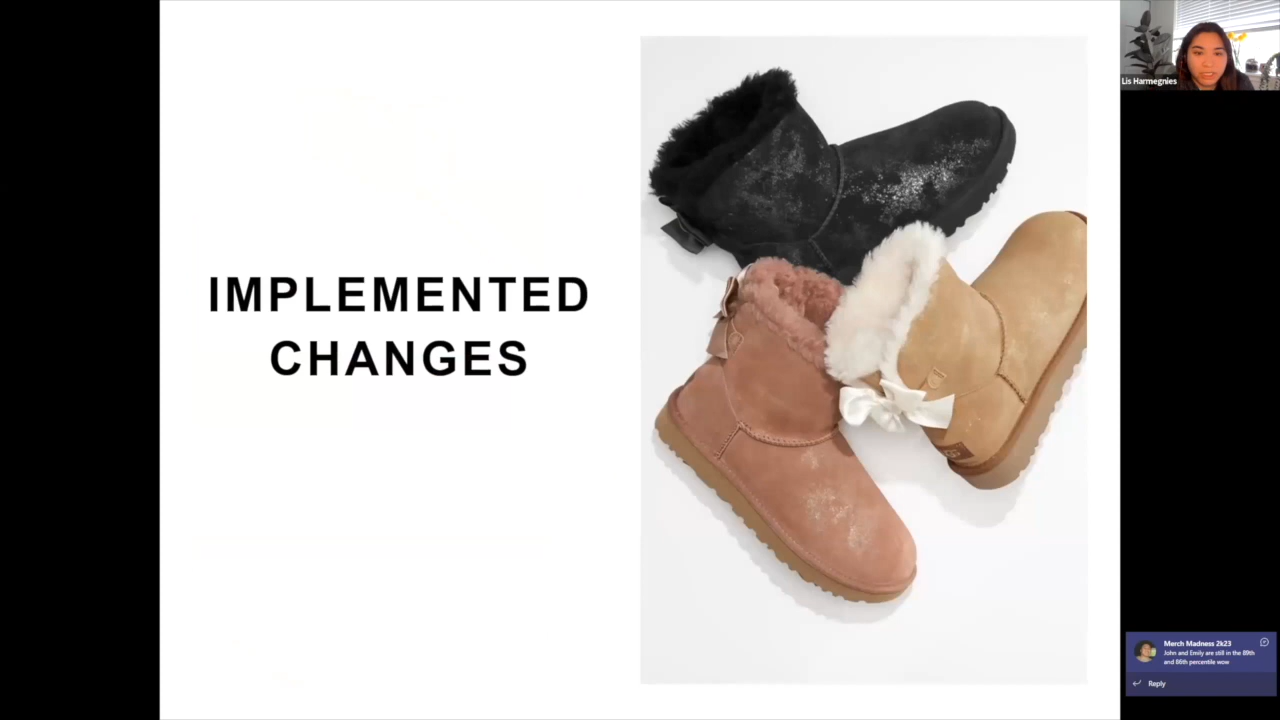 IMPLEMENTED
CHANGES
Lis Harmegnies
Merch Madness 2k23
John and Emily are still in the 89th
and 86th percentile wow
Reply